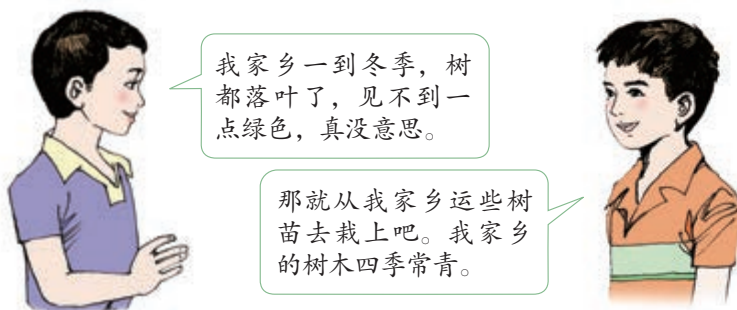 我家乡一到冬季，树
都落叶了，见不到一
点绿色，真没意思。
那就从我家乡运些树
苗去栽上吧。我家乡
的树木四季常青。